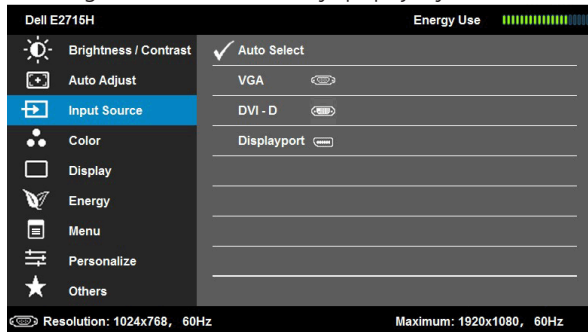 Dell E2715H Energy Use
Brightness / Contrast Auto Select
Auto Adjust VGA
Input Source DVI - D
Color Displayport
Display
Energy
Menu
Personalize
Others
Resolution: 1024x768, 60Hz Maximum: 1920x1080, 60Hz